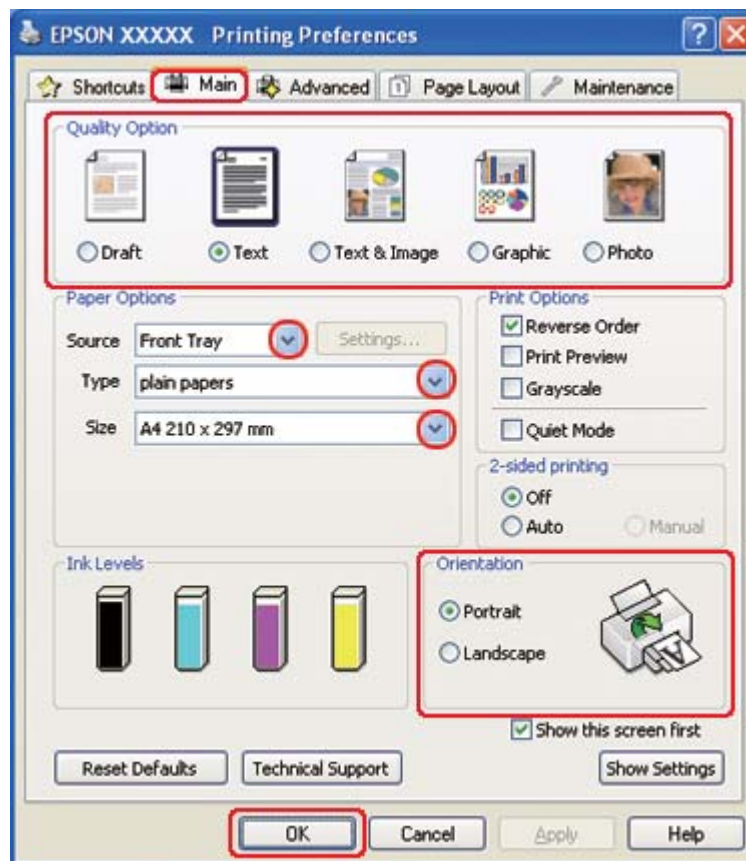 EPSON XXXXX Printing Preferences
Shortcuts Main Advanced Page Layout Maintenance
Quality Option
Draft Text Text & Image Graphic Photo
Paper Options
Source Front Tray Settings...
Type plain papers
Size A4 210 x 297 mm
Print Options
Reverse Order
Print Preview
Grayscale
Quiet Mode
2-sided printing
Off
Auto Manual
Ink Levels
Orientation
Portrait
Landscape
Show this screen first
Reset Defaults Technical Support Show Settings
OK Cancel Apply Help